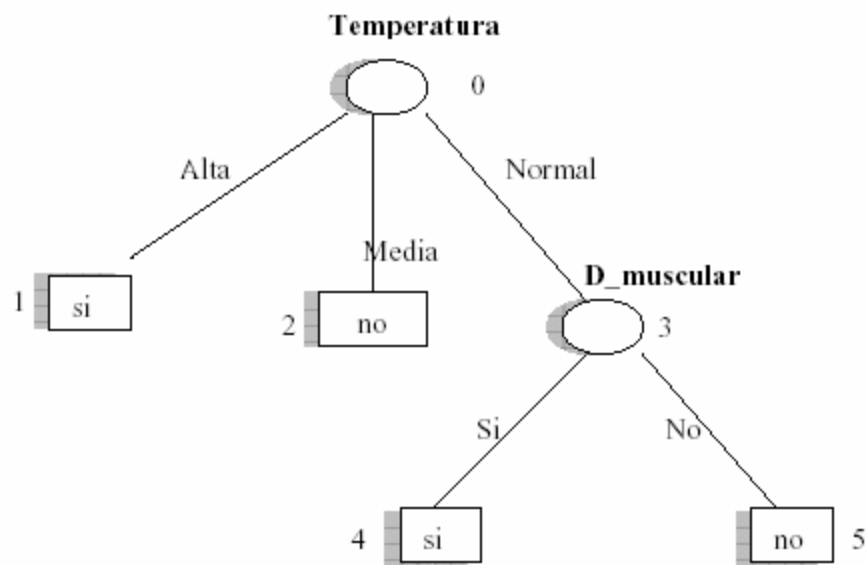 Temperatura
0
Alta
Normal
Media
D_muscular
1
si
2
no
3
Si
No
4
si
no
5